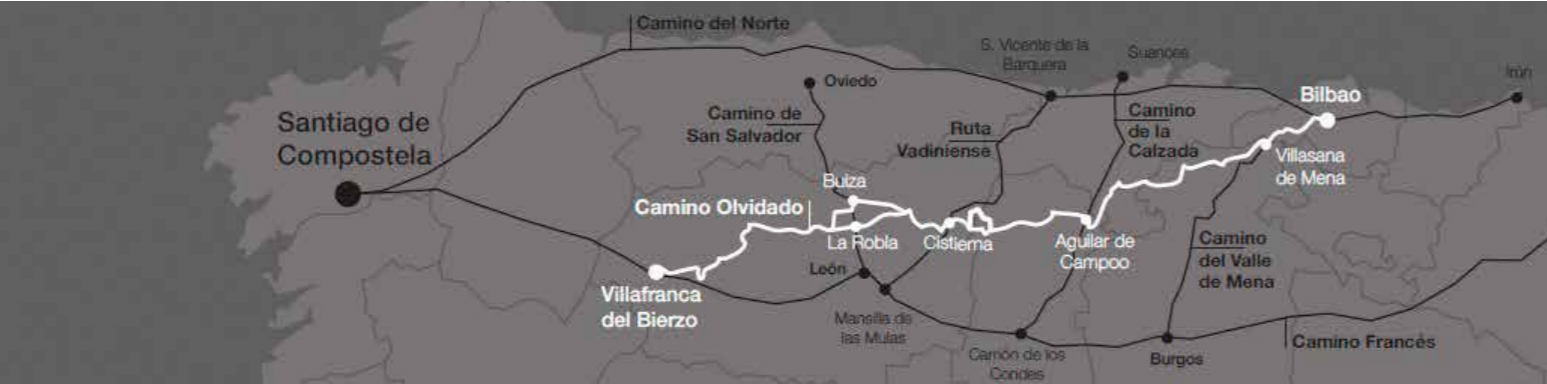 Camino del Norte
S. Vicente de la
Barquera
Suances
Irún
Oviedo
Bilbao
Santiago de
Compostela
Camino de
San Salvador
Ruta
Vadiniense
Camino
de la
Calzada
Villasana
de Mena
Buiza
Camino Olvidado
La Robla
Cistierna
Aguilar de
Campoo
Camino
del Valle
de Mena
León
Villafranca
del Bierzo
Mansilla de
las Mulas
Carrión de los
Condes
Burgos
Camino Francés